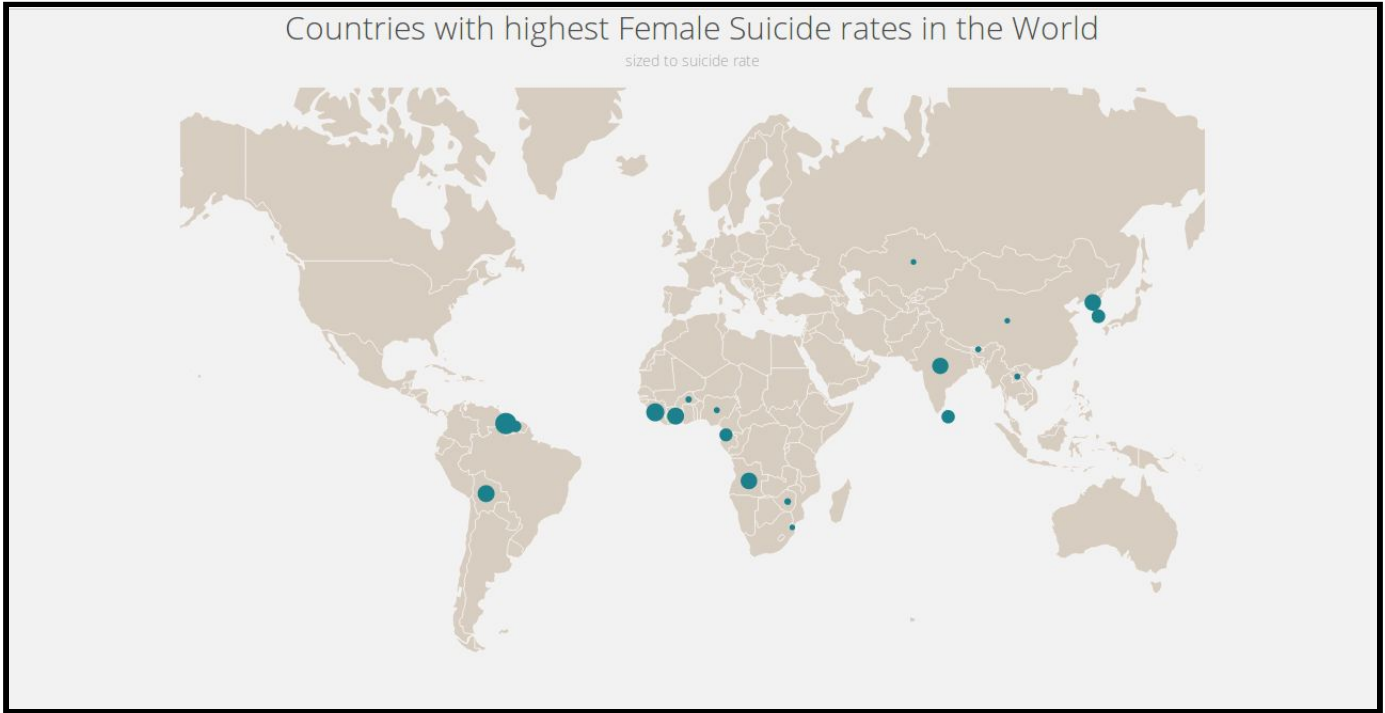 Countries with highest Female Suicide rates in the World
sized to suicide rate